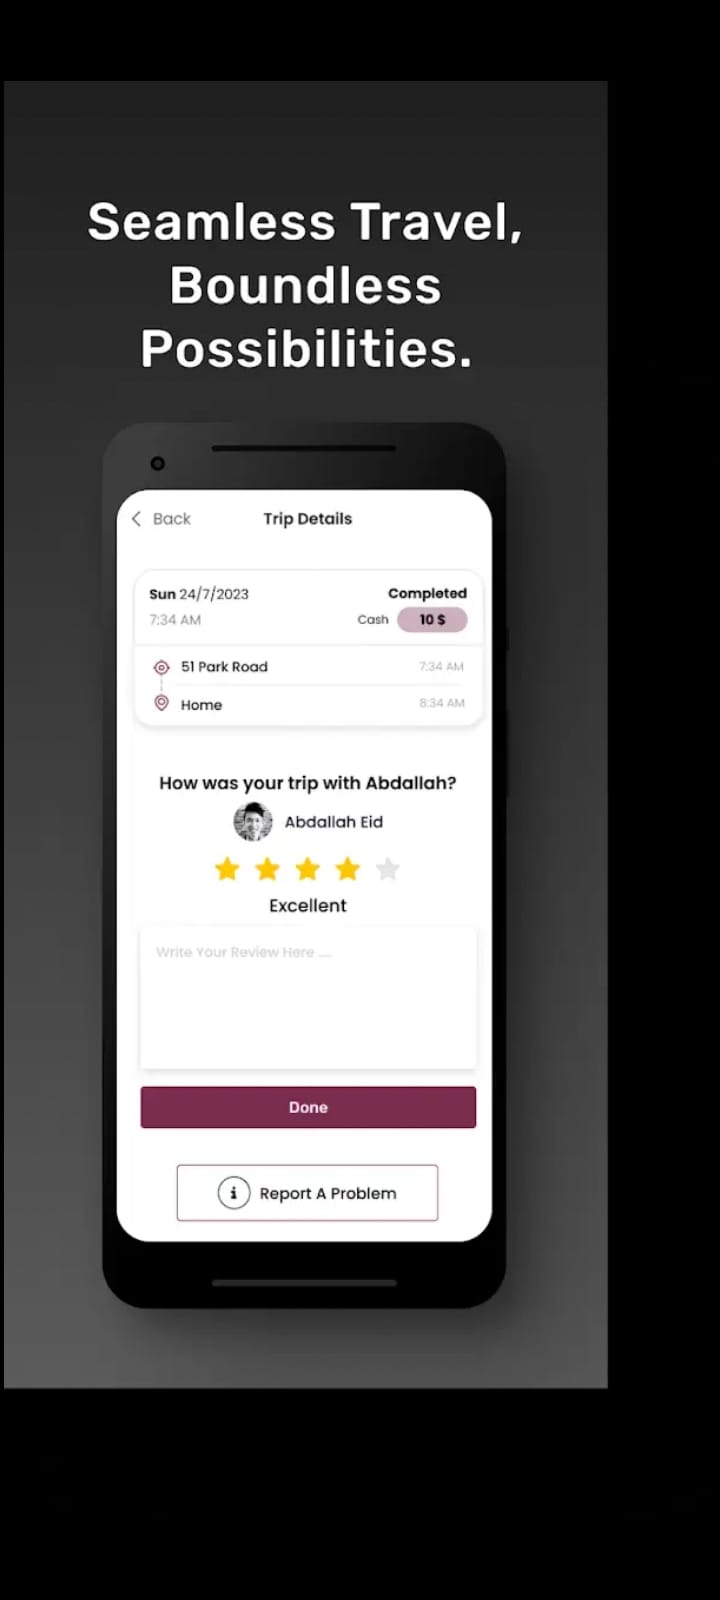 Seamless Travel,
Boundless
Possibilities.
Back
Trip Details
Sun 24/7/2023
Completed
7:34 AM
Cash 10 $
51 Park Road
7:34 AM
Home
8:34 AM
How was your trip with Abdallah?
Abdallah Eid
Excellent
Write Your Review Here ....
Done
Report A Problem